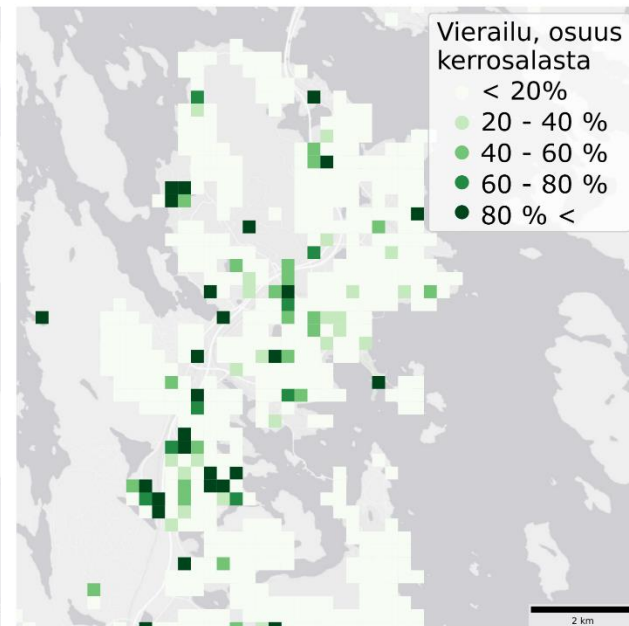 Vierailu, osuus
kerrosalasta
< 20%
20 - 40 %
40 - 60 %
60 - 80 %
80 % <
2 km